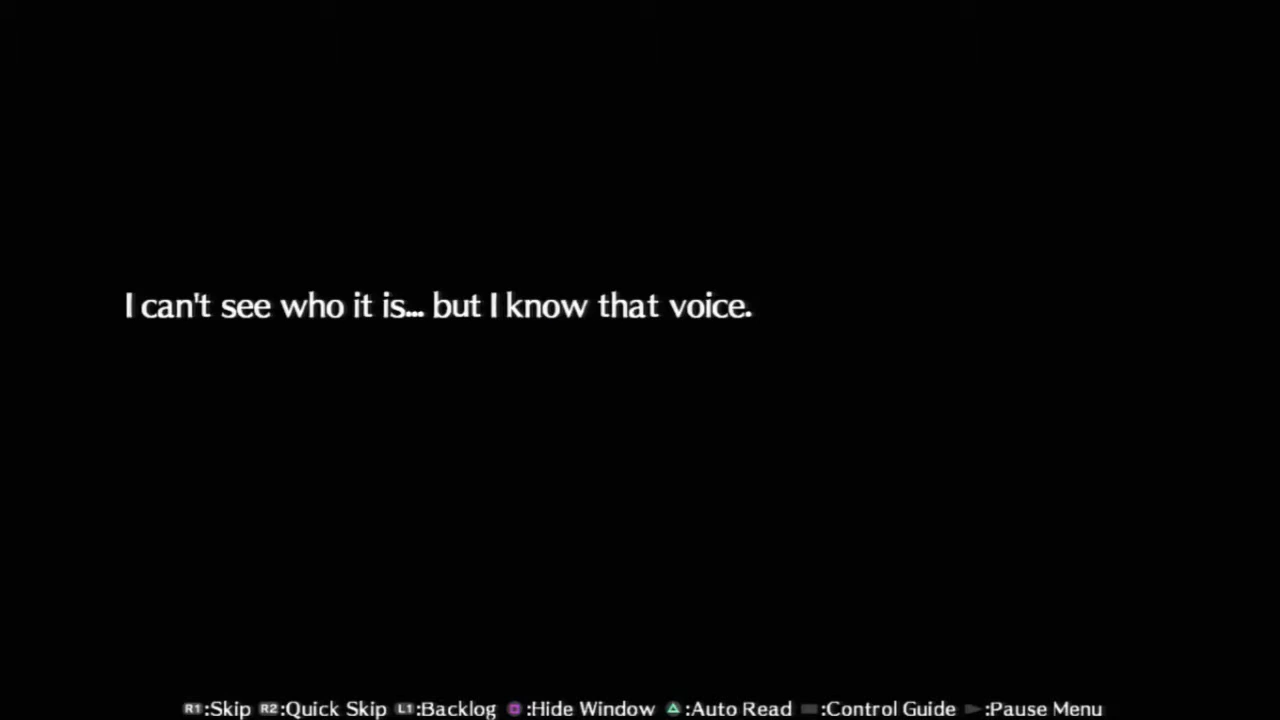 I can't see who it is... but I know that voice.
R1:Skip R2:Quick Skip L1:Backlog :Hide Window :Auto Read :Control Guide :Pause Menu